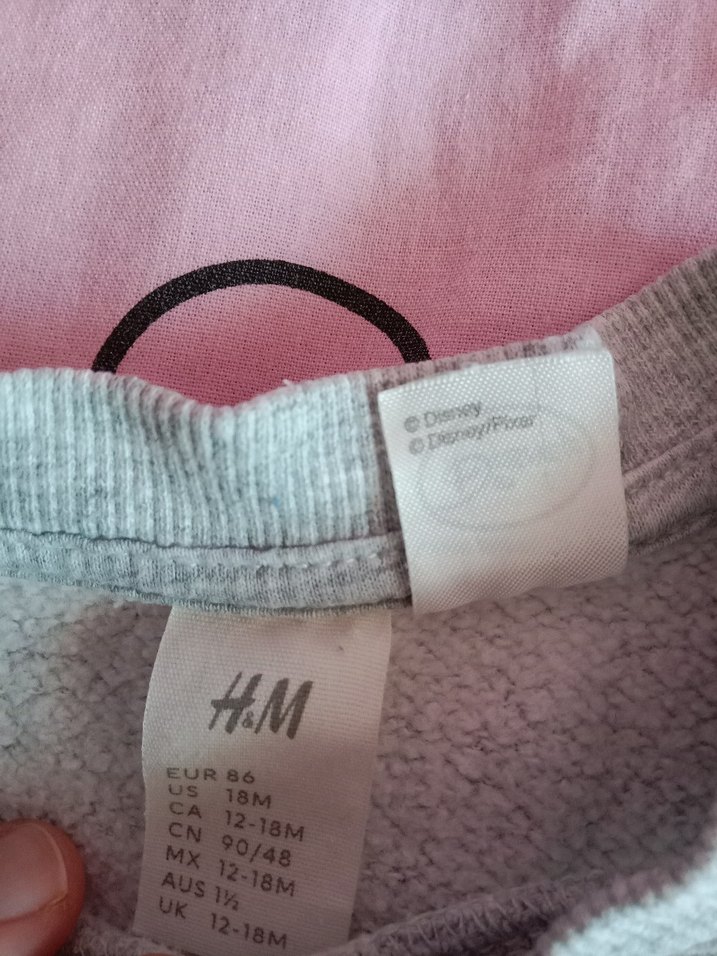 © Disney
© Disney/Pixar
H&M
EUR 86
US 18M
CA 12-18M
CN 90/48
MX 12-18M
AUS 1½
UK 12-18M